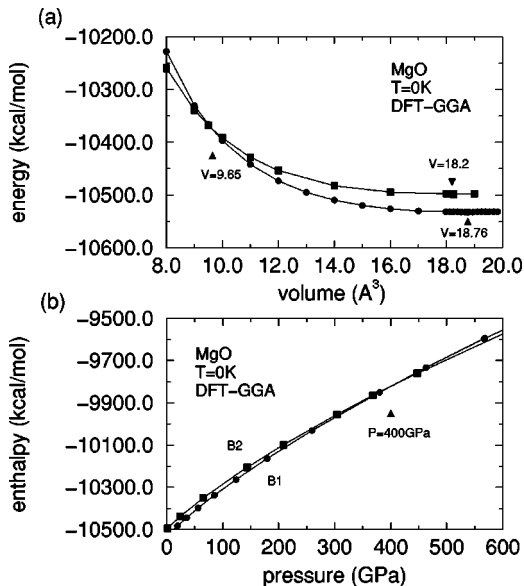 (a)
−10200.0
−10300.0
−10400.0
−10500.0
−10600.0
energy (kcal/mol)
MgO
T=0K
DFT−GGA
V=9.65
V=18.2
V=18.76
8.0 10.0 12.0 14.0 16.0 18.0 20.0
volume (A³)
(b)
−9500.0
−9700.0
−9900.0
−10100.0
−10300.0
−10500.0
enthalpy (kcal/mol)
MgO
T=0K
DFT−GGA
B2
B1
P=400GPa
0 100 200 300 400 500 600
pressure (GPa)